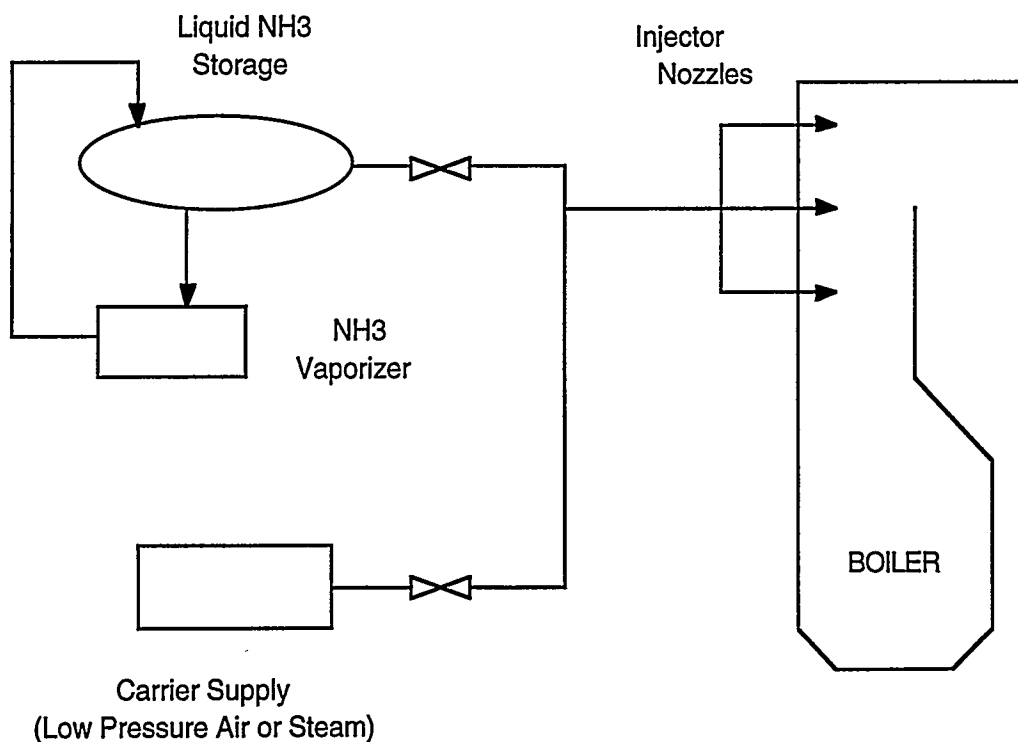 Liquid NH3
Storage
Injector
Nozzles
NH3
Vaporizer
BOILER
Carrier Supply
(Low Pressure Air or Steam)